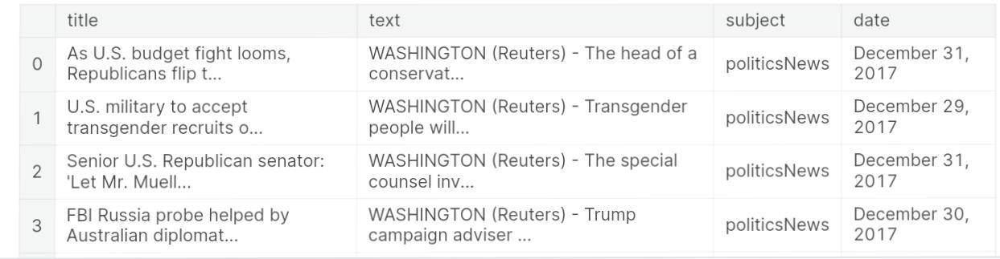 title text subject date
0 As U.S. budget fight looms, WASHINGTON (Reuters) - The head of a politicsNews December 31,
Republicans flip t... conservat... 2017
1 U.S. military to accept WASHINGTON (Reuters) - Transgender politicsNews December 29,
transgender recruits o... people will... 2017
2 Senior U.S. Republican senator: WASHINGTON (Reuters) - The special politicsNews December 31,
'Let Mr. Muell... counsel inv... 2017
3 FBI Russia probe helped by WASHINGTON (Reuters) - Trump politicsNews December 30,
Australian diplomat... campaign adviser ... 2017